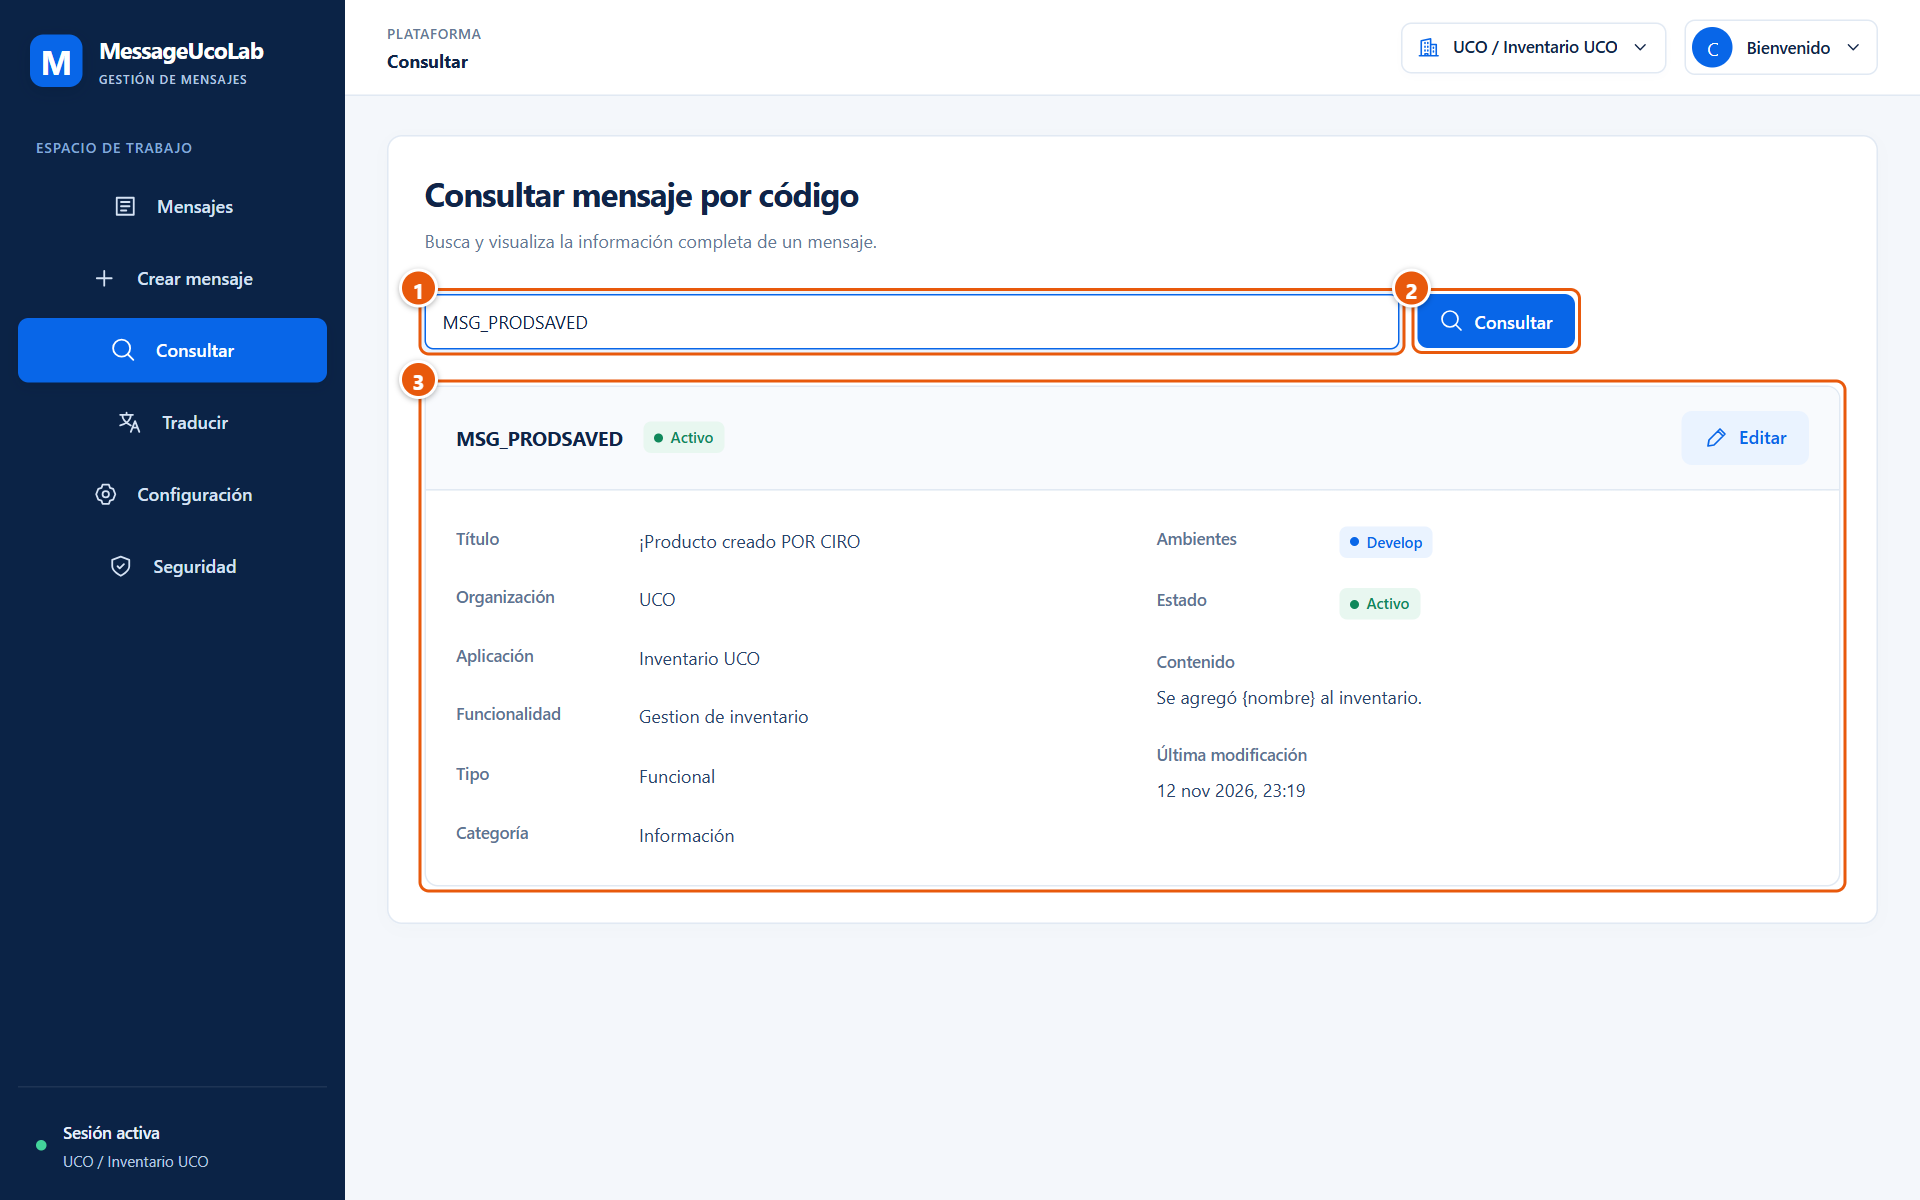 M
MessageUcoLab
GESTIÓN DE MENSAJES
ESPACIO DE TRABAJO
Mensajes
Crear mensaje
Consultar
Traducir
Configuración
Seguridad
Sesión activa
UCO / Inventario UCO
PLATAFORMA
Consultar
UCO / Inventario UCO
C
Bienvenido
Consultar mensaje por código
Busca y visualiza la información completa de un mensaje.
1
MSG_PRODSAVED
2
Consultar
3
MSG_PRODSAVED
Activo
Editar
Título
¡Producto creado POR CIRO
Organización
UCO
Aplicación
Inventario UCO
Funcionalidad
Gestion de inventario
Tipo
Funcional
Categoría
Información
Ambientes
Develop
Estado
Activo
Contenido
Se agregó {nombre} al inventario.
Última modificación
12 nov 2026, 23:19